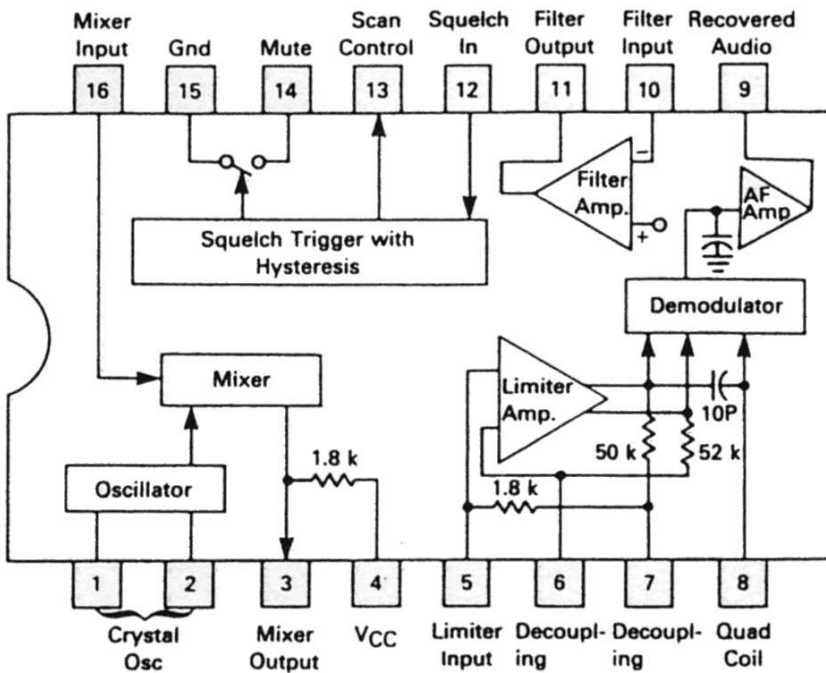 Mixer
Input
Gnd
Mute
Scan
Control
Squelch
In
Filter
Output
Filter
Input
Recovered
Audio
16
15
14
13
12
11
10
9
Filter
Amp.
−
+
AF
Amp
Squelch Trigger with
Hysteresis
Demodulator
Mixer
Limiter
Amp.
10P
50 k
52 k
1.8 k
Oscillator
1.8 k
1
2
3
4
5
6
7
8
Crystal
Osc
Mixer
Output
VCC
Limiter
Input
Decoupl-
ing
Decoupl-
ing
Quad
Coil